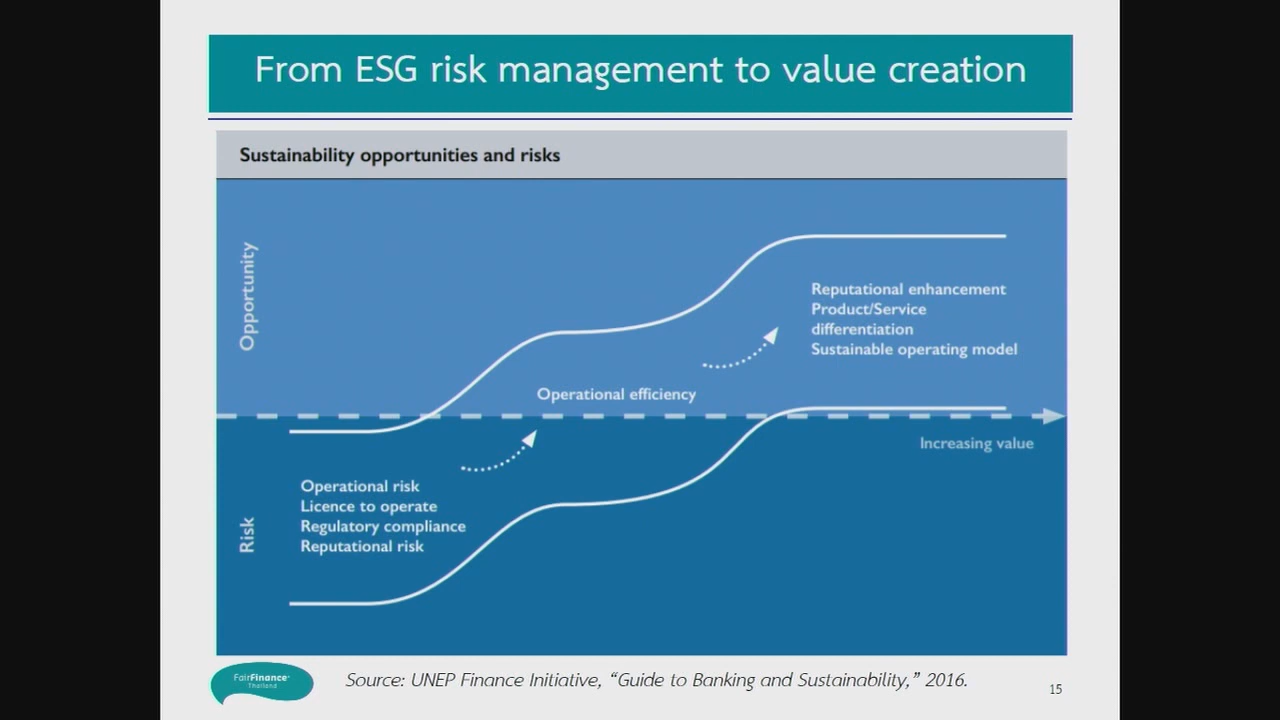 From ESG risk management to value creation
Sustainability opportunities and risks
Opportunity
Reputational enhancement
Product/Service
differentiation
Sustainable operating model
Operational efficiency
Increasing value
Operational risk
Licence to operate
Regulatory compliance
Reputational risk
Risk
FairFinance
Thailand
Source: UNEP Finance Initiative, “Guide to Banking and Sustainability,” 2016.
15